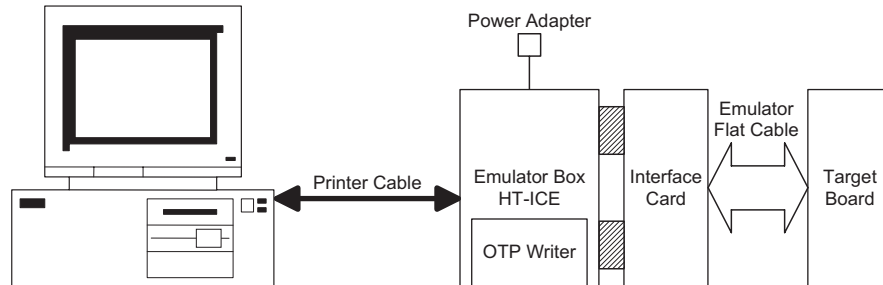 Power Adapter
Printer Cable
Emulator Box
HT-ICE
OTP Writer
Interface
Card
Emulator
Flat Cable
Target
Board